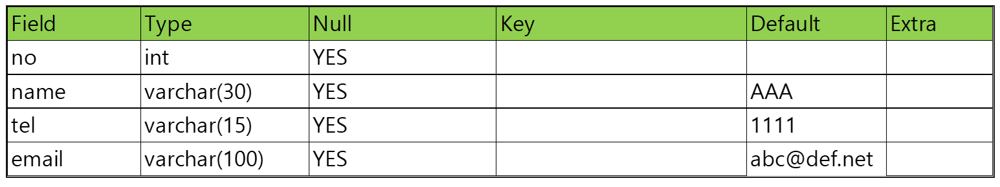 Field Type Null Key Default Extra
no int YES
name varchar(30) YES AAA
tel varchar(15) YES 1111
email varchar(100) YES abc@def.net